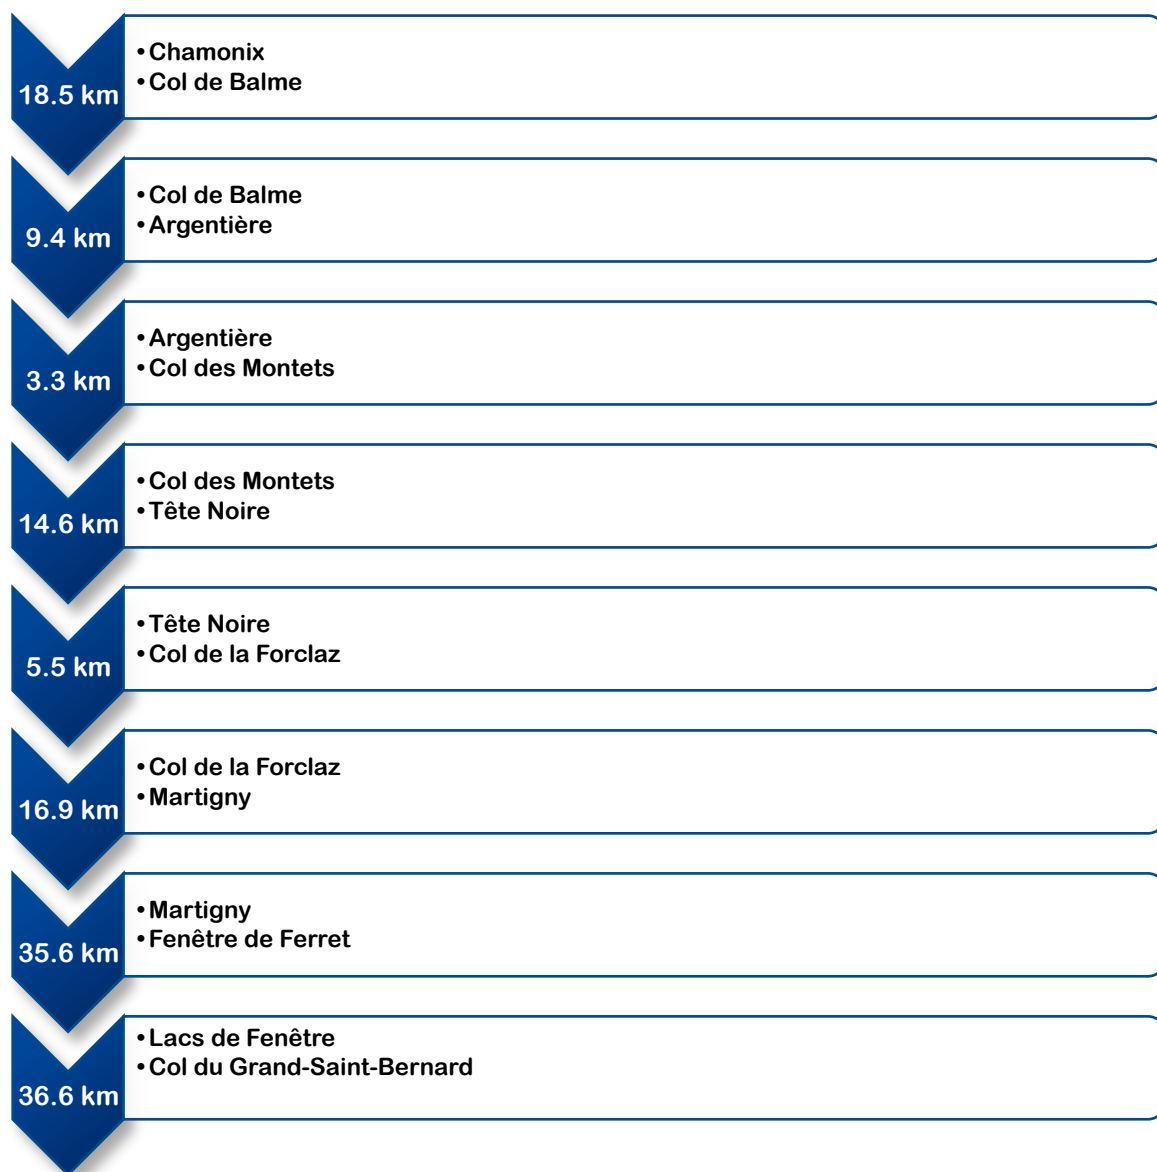 18.5 km
•Chamonix
•Col de Balme
9.4 km
•Col de Balme
•Argentière
3.3 km
•Argentière
•Col des Montets
14.6 km
•Col des Montets
•Tête Noire
5.5 km
•Tête Noire
•Col de la Forclaz
16.9 km
•Col de la Forclaz
•Martigny
35.6 km
•Martigny
•Fenêtre de Ferret
36.6 km
•Lacs de Fenêtre
•Col du Grand-Saint-Bernard